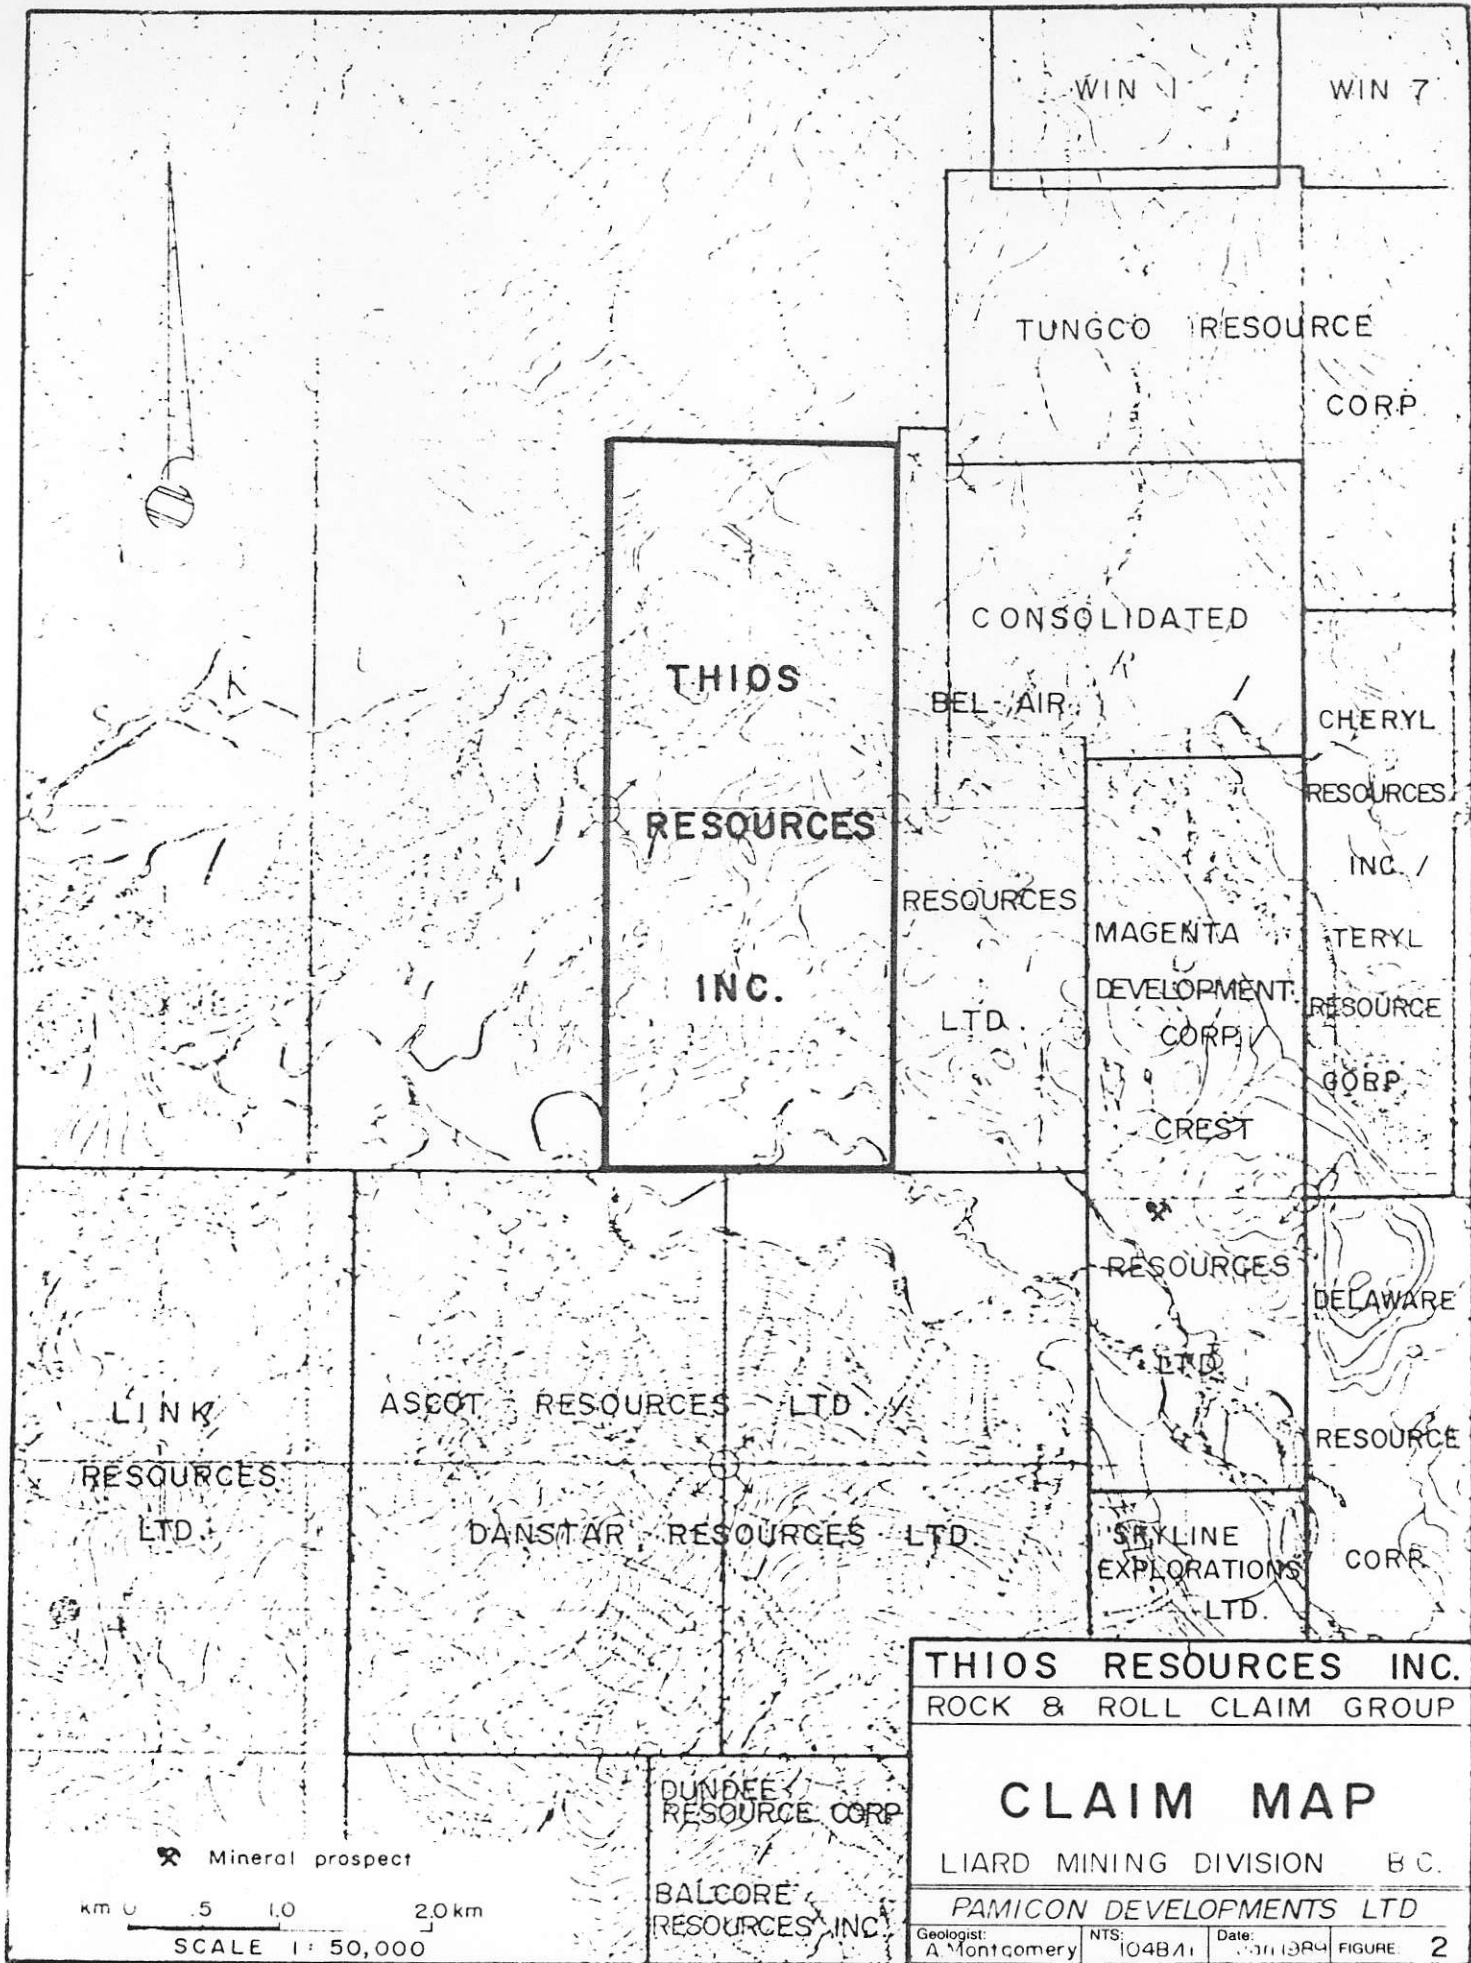 WIN 1
WIN 7
TUNGCO RESOURCE
CORP.
CONSOLIDATED
BEL-AIR
RESOURCES
LTD.
THIOS
RESOURCES
INC.
CHERYL
RESOURCES
INC. /
TERYL
RESOURCE
CORP.
MAGENTA
DEVELOPMENT
CORP. /
CREST
RESOURCES
LTD.
DELAWARE
RESOURCE
CORP.
LINK
RESOURCES
LTD.
ASCOT RESOURCES LTD. /
DANSTAR RESOURCES LTD.
SKYLINE
EXPLORATIONS
LTD.
DUNDEE
RESOURCE CORP
/
BALCORE
RESOURCES INC
Mineral prospect
km 0 .5 1.0 2.0 km
SCALE 1: 50,000
THIOS RESOURCES INC.
ROCK & ROLL CLAIM GROUP
CLAIM MAP
LIARD MINING DIVISION B.C.
PAMICON DEVELOPMENTS LTD
Geologist: A. Montgomery
NTS: 104B/11
Date: 1989
FIGURE: 2